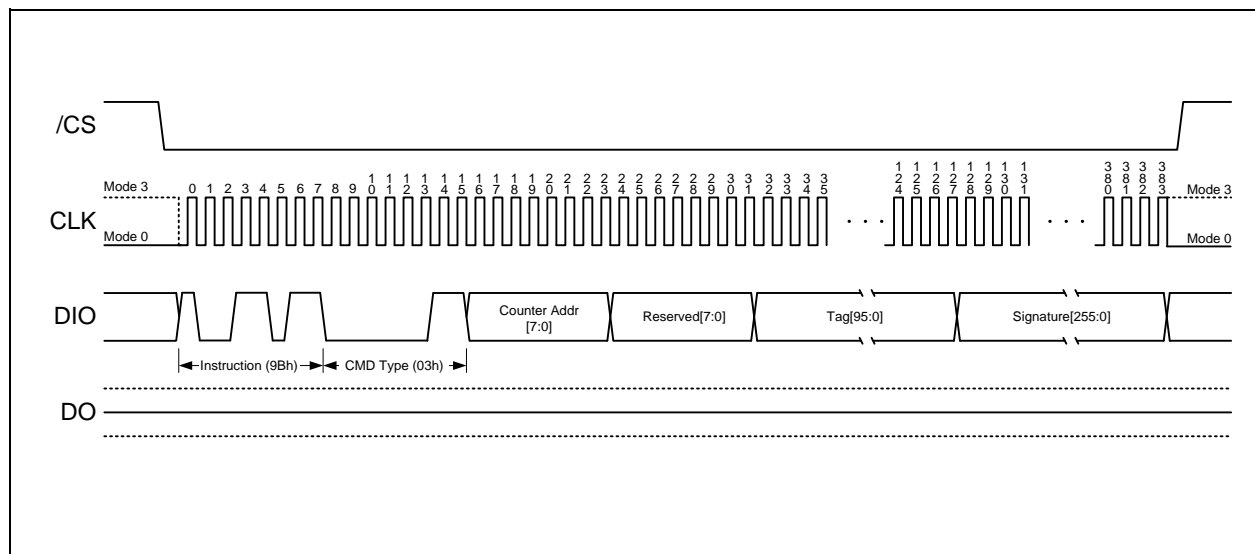 /CS
Mode 3
0 1 2 3 4 5 6 7 8 9 10 11 12 13 14 15 16 17 18 19 20 21 22 23 24 25 26 27 28 29 30 31 32 33 34 35 124 125 126 127 128 129 130 131 380 381 382 383
Mode 3
CLK
. . .
. . .
Mode 0
Mode 0
DIO
Counter Addr
[7:0]
Reserved[7:0]
Tag[95:0]
Signature[255:0]
Instruction (9Bh)
CMD Type (03h)
DO